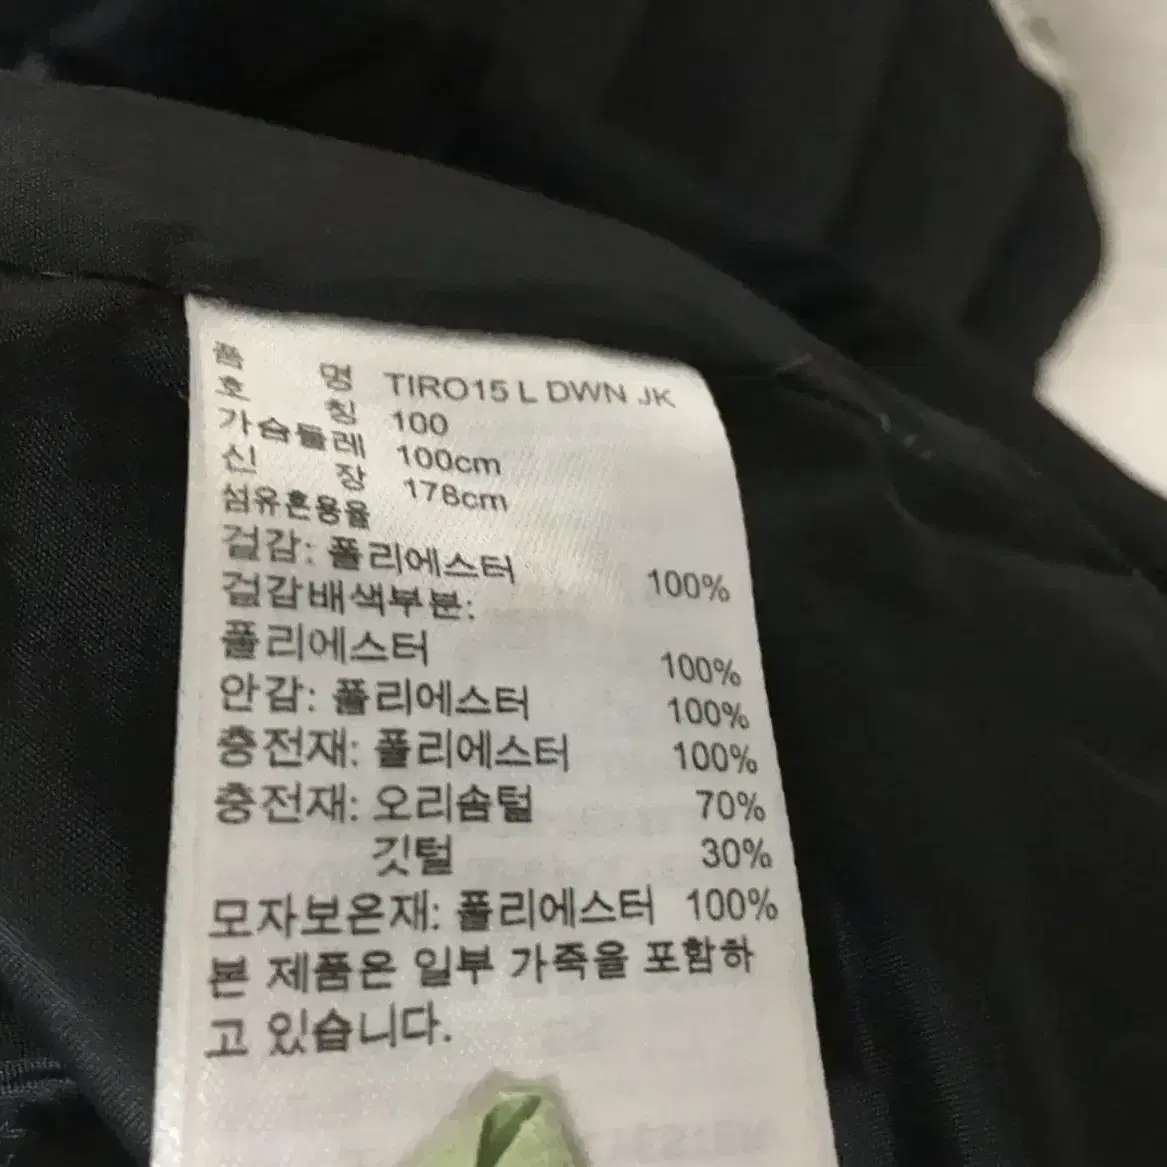 품 명 TIRO15 L DWN JK
호 칭 100
가슴둘레 100cm
신 장 178cm
섬유혼용율
겉감: 폴리에스터 100%
겉감배색부분:
폴리에스터 100%
안감: 폴리에스터 100%
충전재: 폴리에스터 100%
충전재: 오리솜털 70%
깃털 30%
모자보온재: 폴리에스터 100%
본 제품은 일부 가죽을 포함하
고 있습니다.